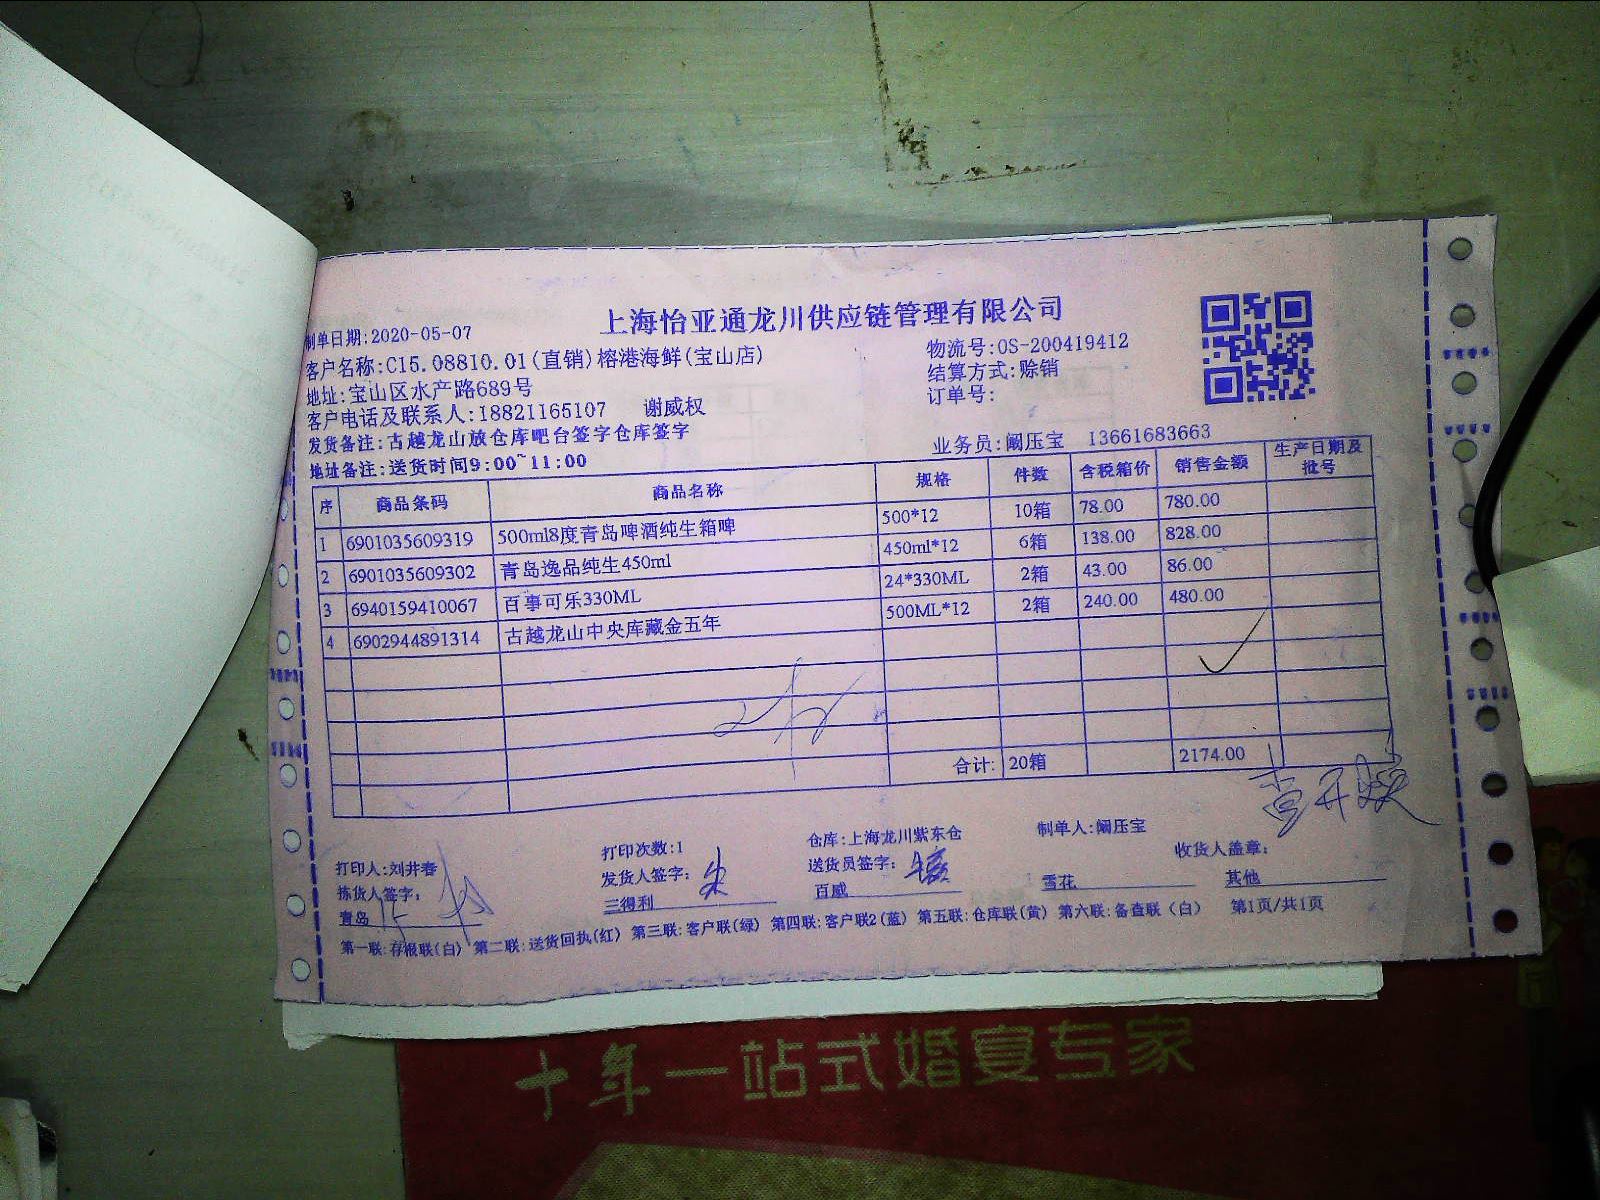 上海怡亚通龙川供应链管理有限公司
制单日期:2020-05-07
客户名称:C15.08810.01(直销)榕港海鲜(宝山店)
物流号:OS-200419412
地址:宝山区水产路689号
结算方式:赊销
客户电话及联系人:18821165107 谢威权
订单号:
发货备注:古越龙山放仓库吧台签字仓库签字
地址备注:送货时间9:00~11:00
业务员:阚压宝 13661683663
序 商品条码 商品名称 规格 件数 含税箱价 销售金额 生产日期及批号
1 6901035609319 500ml8度青岛啤酒纯生箱啤 500*12 10箱 78.00 780.00
2 6901035609302 青岛逸品纯生450ml 450ml*12 6箱 138.00 828.00
3 6940159410067 百事可乐330ML 24*330ML 2箱 43.00 86.00
4 6902944891314 古越龙山中央库藏金五年 500ML*12 2箱 240.00 480.00
合计: 20箱 2174.00
打印人:刘井春 打印次数:1 仓库:上海龙川紫东仓 制单人:阚压宝
拣货人签字: 发货人签字: 送货员签字: 收货人盖章:
青岛 三得利 百威 雪花 其他
第一联:存根联(白) 第二联:送货回执(红) 第三联:客户联(绿) 第四联:客户联2(蓝) 第五联:仓库联(黄) 第六联:备查联(白) 第1页/共1页
十年一站式婚宴专家